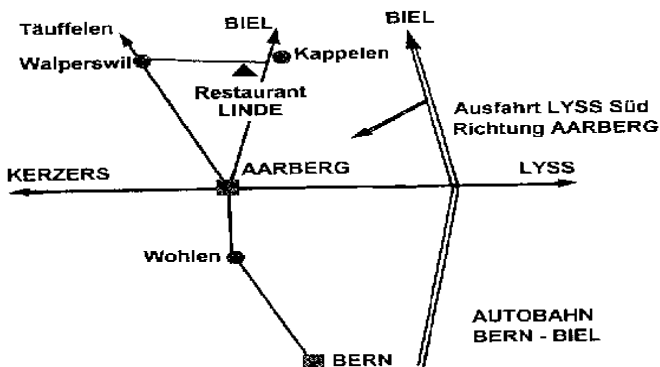 Täuffelen
BIEL
BIEL
Walperswil
Kappelen
Restaurant
LINDE
Ausfahrt LYSS Süd
Richtung AARBERG
KERZERS
AARBERG
LYSS
Wohlen
AUTOBAHN
BERN - BIEL
BERN